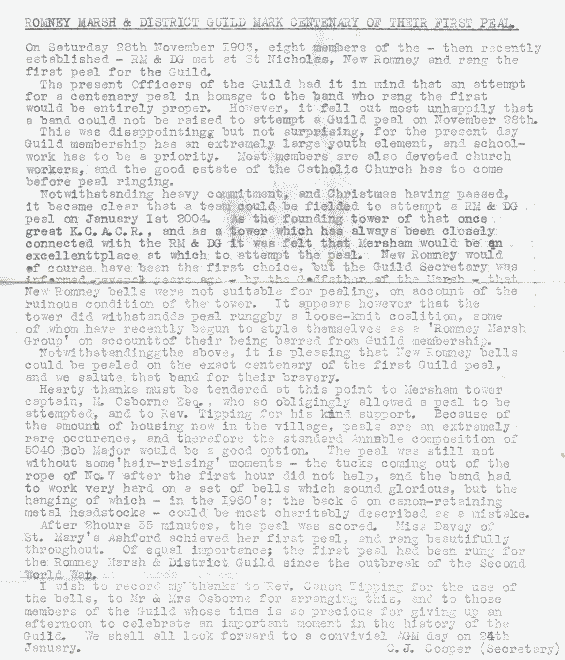 ROMNEY MARSH & DISTRICT GUILD MARK CENTENARY OF THEIR FIRST PEAL.
On Saturday 28th November 1903, eight members of the - then recently
established - RM & DG met at St Nicholas, New Romney and rang the
first peal for the Guild.
The present Officers of the Guild had it in mind that an attempt
for a centenary peal in homage to the band who rang the first
would be entirely proper. However, it fell out most unhappily that
a band could not be raised to attempt a Guild peal on November 28th.
This was disappointingg but not surprising, for the present day
Guild membership has an extremely large youth element, and school-
work has to be a priority. Most members are also devoted church
workers, and the good estate of the Catholic Church has to come
before peal ringing.
Notwithstanding heavy commitment, and Christmas having passed,
it became clear that a team could be fielded to attempt a RM & DG
peal on January 1st 2004. As the founding tower of that once
great K.C.A.C.R., and as a tower which has always been closely
connected with the RM & DG it was felt that Mersham would be an
excellentplace at which to attempt the peal. New Romney would
of course have been the first choice, but the Guild Secretary was
informed several years ago - by the Godfather of the Marsh - that
New Romney bells were not suitable for pealing, on account of the
ruinous condition of the tower. It appears however that the
tower did withstandas peal runggby a loose-knit coalition, some
of whom have recently begun to style themselves as a 'Romney Marsh
Group' on accountof their being barred from Guild membership.
Notwithstandinggthe above, it is pleasing that New Romney bells
could be pealed on the exact centenary of the first Guild peal,
and we salute that band for their bravery.
Hearty thanks must be tendered at this point to Mersham tower
captain, M. Osborne Esq., who so obligingly allowed a peal to be
attempted, and to Rev. Tipping for his kind support. Because of
the amount of housing now in the village, peals are an extremely
rare occurence, and therefore the standard Annable composition of
5040 Bob Major would be a good option. The peal was still not
without some'hair-raising' moments - the tucks coming out of the
rope of No.7 after the first hour did not help, and the band had
to work very hard on a set of bells which sound glorious, but the
hanging of which - in the 1960's: the back 5 on canon-retaining
metal headstocks - could be most charitably described as a mistake.
After 2hours 55 minutes, the peal was scored. Miss Davey of
St. Mary's Ashford achieved her first peal, and rang beautifully
throughout. Of equal importance; the first peal had been rung for
the Romney Marsh & District Guild since the outbreak of the Second
World War.
I wish to record my thanks to Rev. Canon Tipping for the use of
the bells, to Mr & Mrs Osborne for arranging this, and to those
members of the Guild whose time is so precious for giving up an
afternoon to celebrate an important moment in the history of the
Guild. We shall all look forward to a convivial AGM day on 24th
January. C.J. Cooper (Secretary)